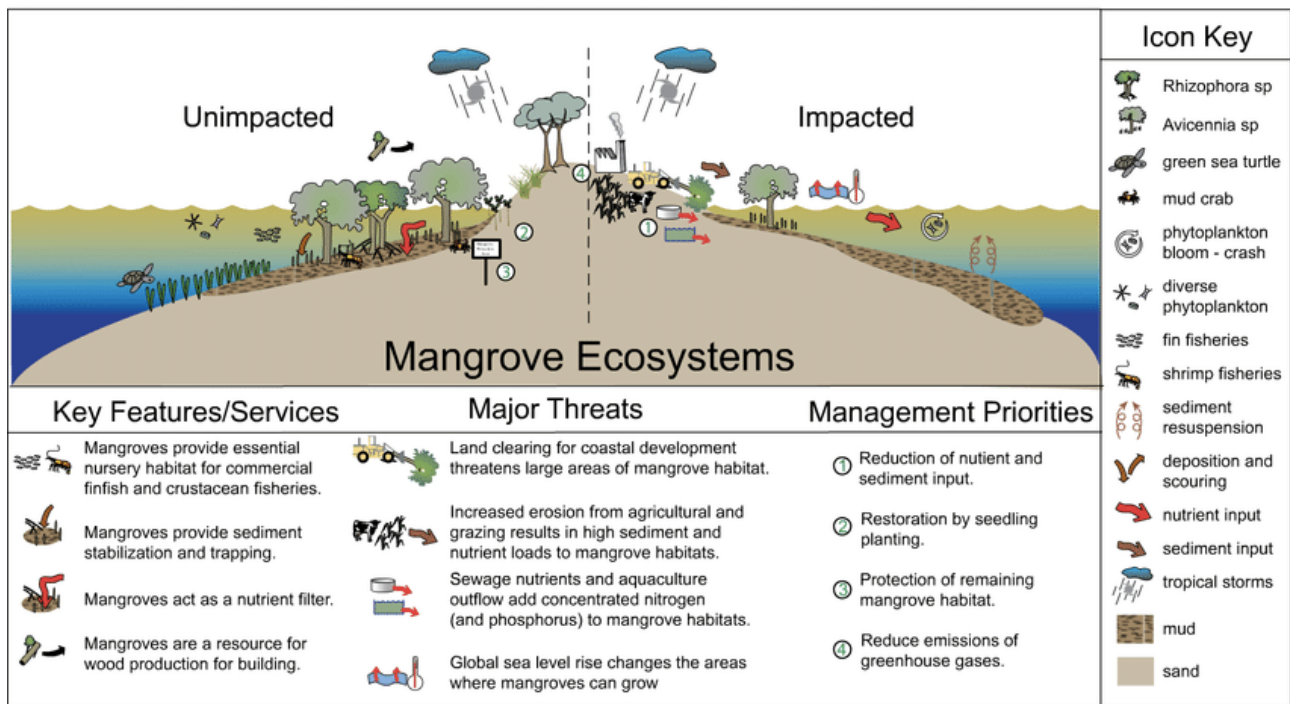 Unimpacted
Impacted
4
2
1
3
Mangrove Ecosystems
Key Features/Services
Mangroves provide essential
nursery habitat for commercial
finfish and crustacean fisheries.
Mangroves provide sediment
stabilization and trapping.
Mangroves act as a nutrient filter.
Mangroves are a resource for
wood production for building.
Major Threats
Land clearing for coastal development
threatens large areas of mangrove habitat.
Increased erosion from agricultural and
grazing results in high sediment and
nutrient loads to mangrove habitats.
Sewage nutrients and aquaculture
outflow add concentrated nitrogen
(and phosphorus) to mangrove habitats.
Global sea level rise changes the areas
where mangroves can grow
Management Priorities
1 Reduction of nutient and
sediment input.
2 Restoration by seedling
planting.
3 Protection of remaining
mangrove habitat.
4 Reduce emissions of
greenhouse gases.
Icon Key
Rhizophora sp
Avicennia sp
green sea turtle
mud crab
phytoplankton
bloom - crash
diverse
phytoplankton
fin fisheries
shrimp fisheries
sediment
resuspension
deposition and
scouring
nutrient input
sediment input
tropical storms
mud
sand